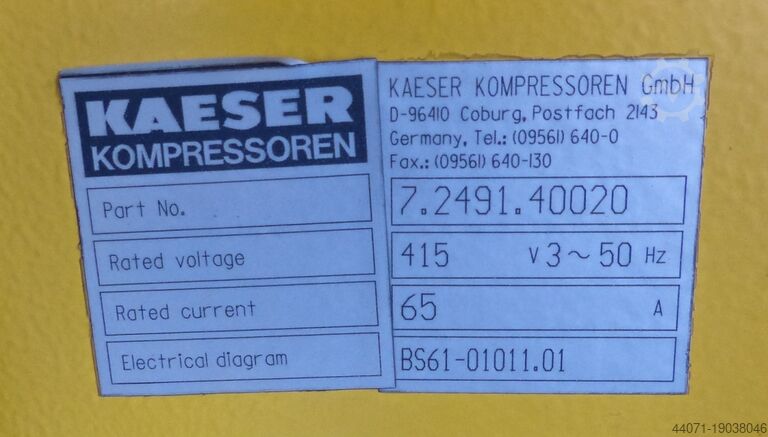 KAESER
KOMPRESSOREN
KAESER KOMPRESSOREN GmbH
D-96410 Coburg, Postfach 2143
Germany, Tel.: (09561) 640-0
Fax.: (09561) 640-130
Part No. 7.2491.40020
Rated voltage 415 V 3~50 Hz
Rated current 65 A
Electrical diagram BS61-01011.01
44071-19038046